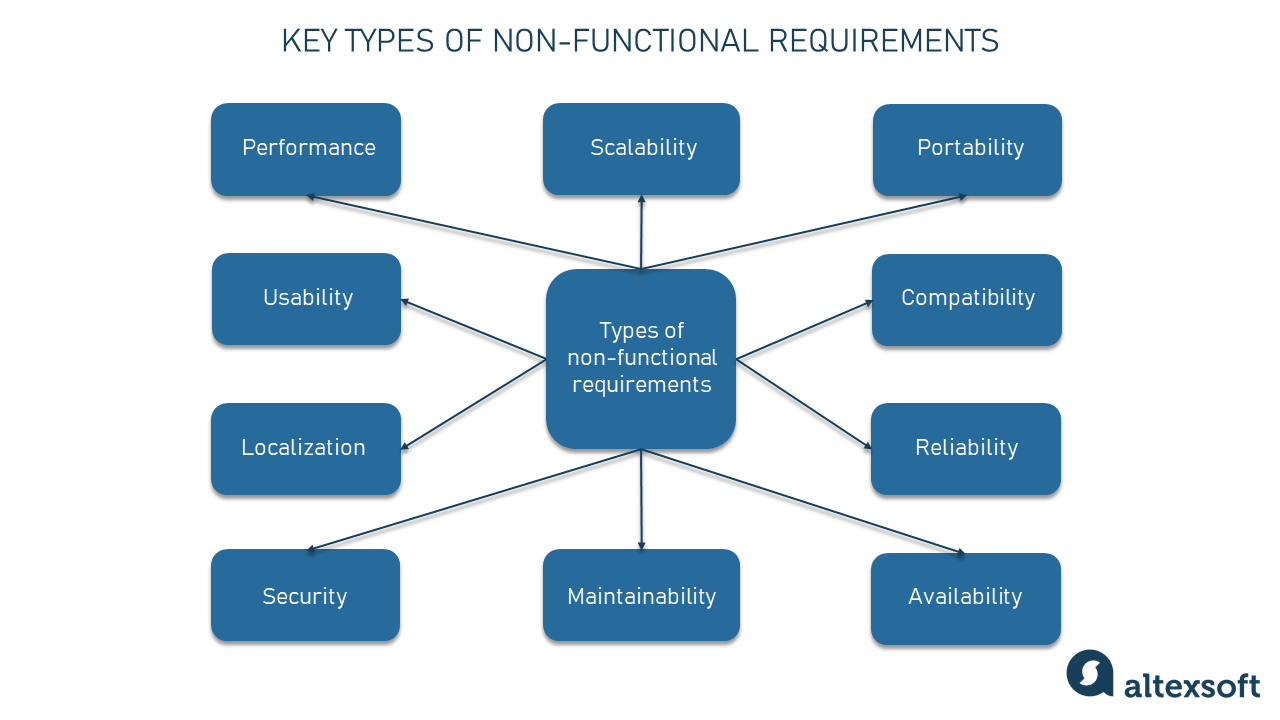 KEY TYPES OF NON-FUNCTIONAL REQUIREMENTS
Performance
Scalability
Portability
Usability
Compatibility
Types of
non-functional
requirements
Localization
Reliability
Security
Maintainability
Availability
altexsoft